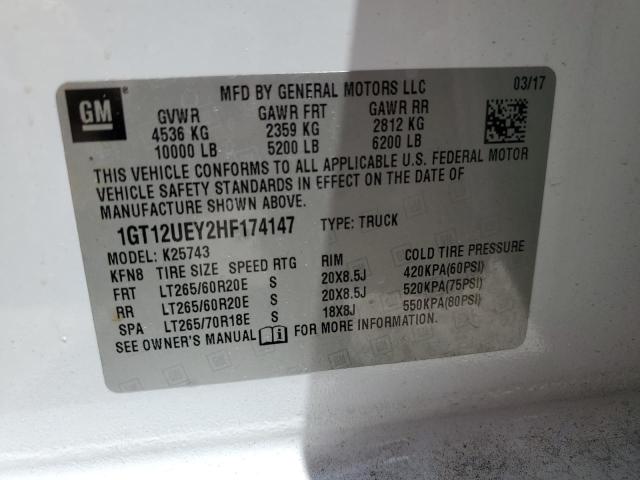 GM
MFD BY GENERAL MOTORS LLC 03/17
GVWR GAWR FRT GAWR RR
4536 KG 2359 KG 2812 KG
10000 LB 5200 LB 6200 LB
THIS VEHICLE CONFORMS TO ALL APPLICABLE U.S. FEDERAL MOTOR
VEHICLE SAFETY STANDARDS IN EFFECT ON THE DATE OF
MANUFACTURE SHOWN ABOVE.
1GT12UEY2HF174147 TYPE: TRUCK
MODEL: K25743
KFN8 TIRE SIZE SPEED RTG RIM COLD TIRE PRESSURE
FRT LT265/60R20E S 20X8.5J 420KPA(60PSI)
RR LT265/60R20E S 20X8.5J 520KPA(75PSI)
SPA LT265/70R18E S 18X8J 550KPA(80PSI)
SEE OWNER'S MANUAL FOR MORE INFORMATION.